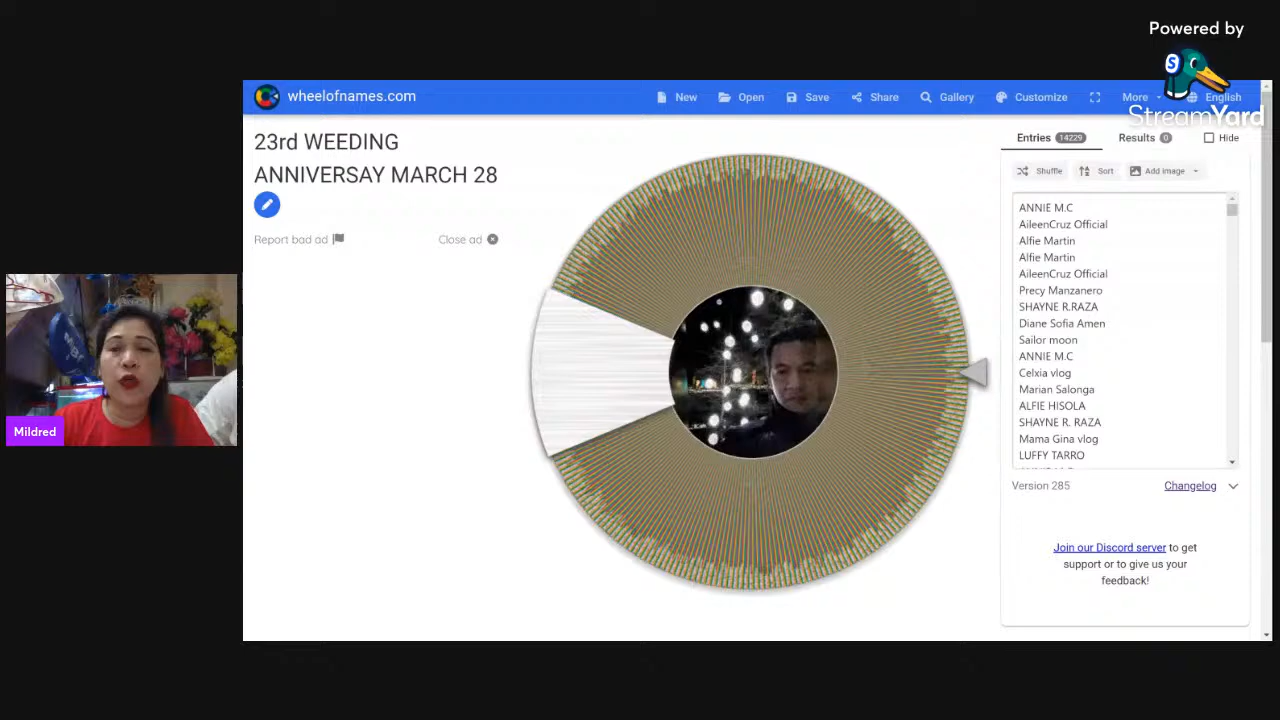 Powered by
StreamYard
wheelofnames.com
New
Open
Save
Share
Gallery
Customize
More
English
23rd WEEDING
ANNIVERSAY MARCH 28
Report bad ad
Close ad
Entries 14229
Results 0
Hide
Shuffle
Sort
Add image
ANNIE M.C
AileenCruz Official
Alfie Martin
Alfie Martin
AileenCruz Official
Precy Manzanero
SHAYNE R.RAZA
Diane Sofia Amen
Sailor moon
ANNIE M.C
Celxia vlog
Marian Salonga
ALFIE HISOLA
SHAYNE R. RAZA
Mama Gina vlog
LUFFY TARRO
Version 285
Changelog
Join our Discord server to get
support or to give us your
feedback!
Mildred